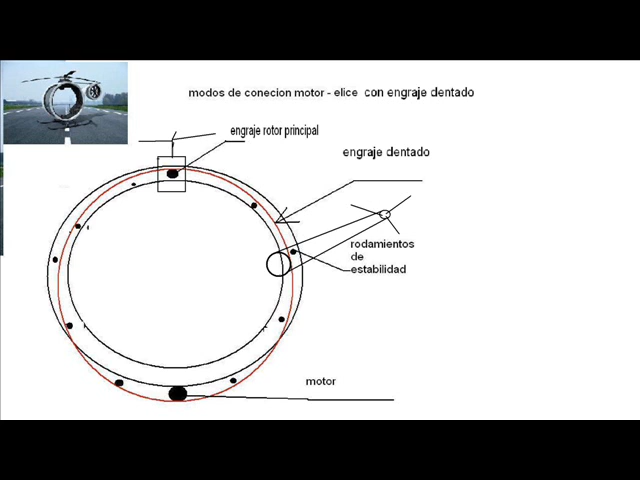 modos de conecion motor - elice con engraje dentado
engraje rotor principal
engraje dentado
rodamientos
de
estabilidad
motor